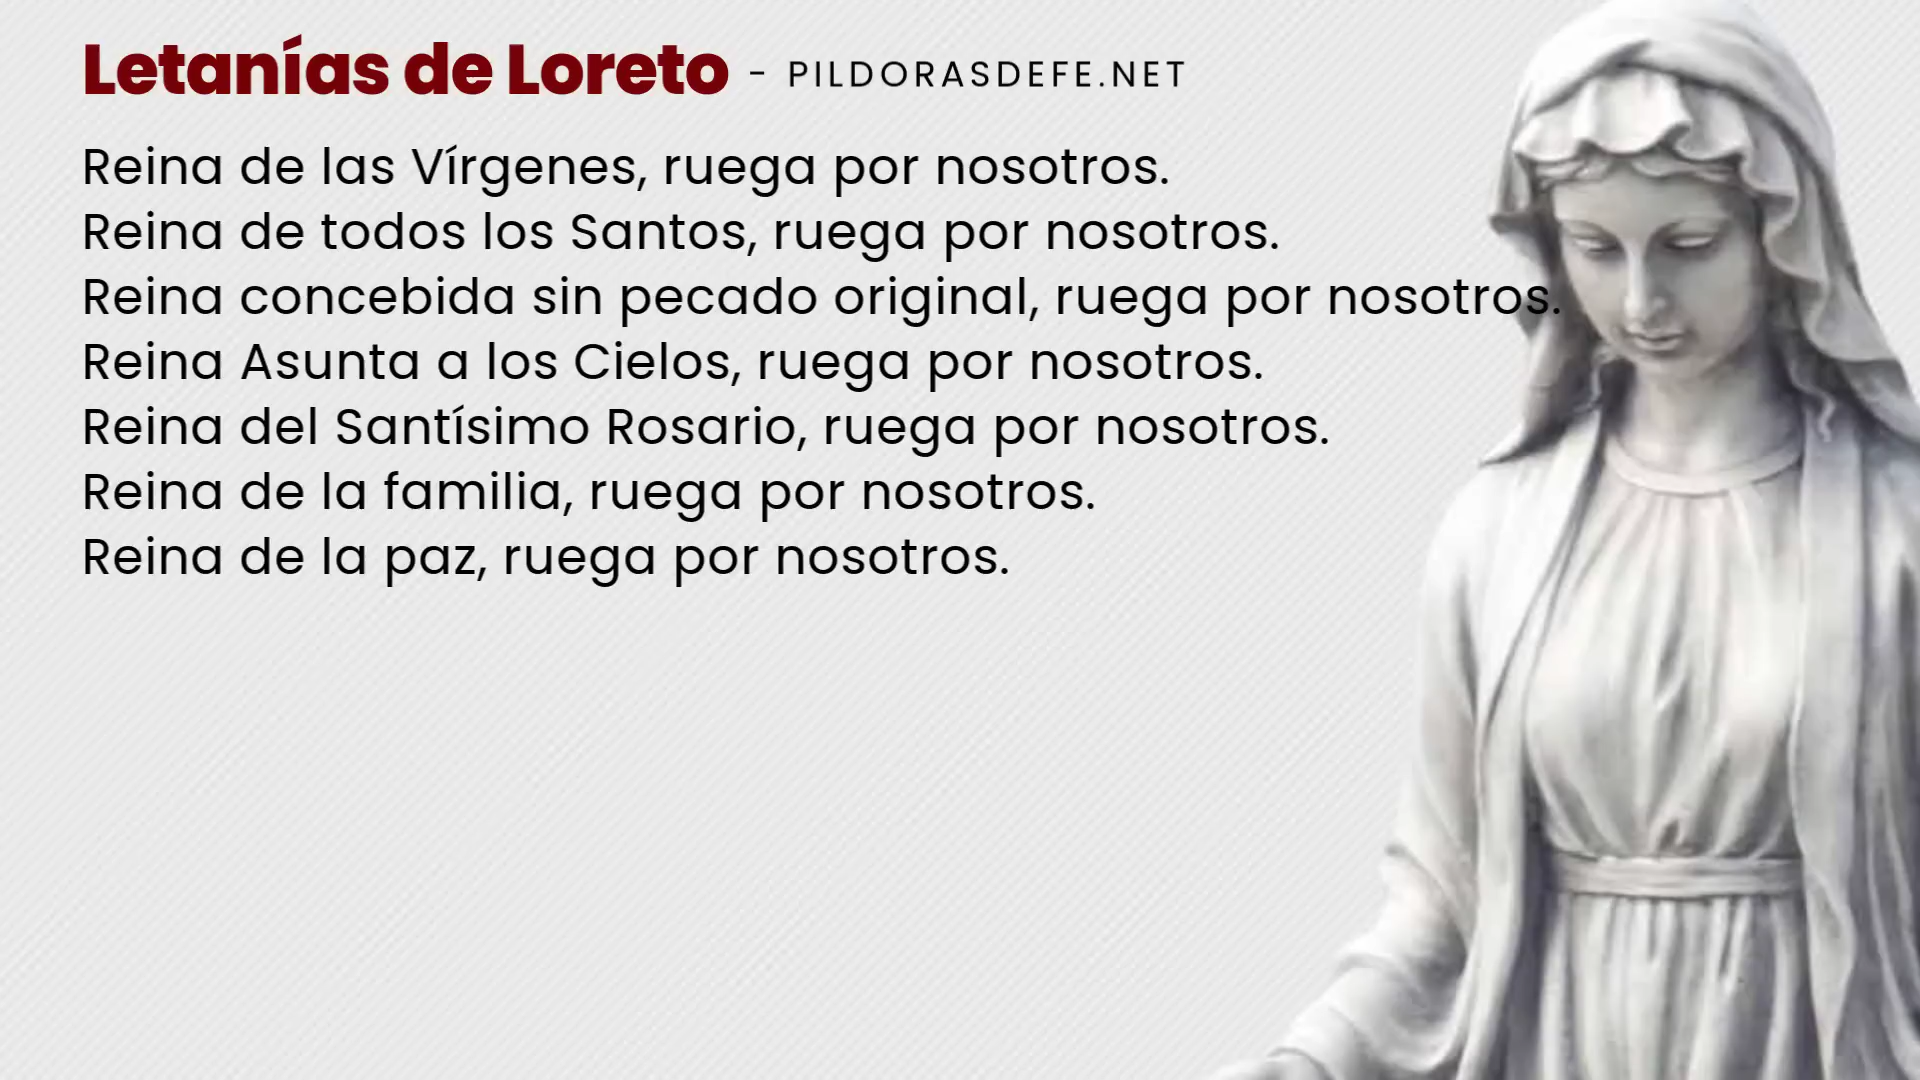 Letanías de Loreto - PILDORASDEFE.NET
Reina de las Vírgenes, ruega por nosotros.
Reina de todos los Santos, ruega por nosotros.
Reina concebida sin pecado original, ruega por nosotros.
Reina Asunta a los Cielos, ruega por nosotros.
Reina del Santísimo Rosario, ruega por nosotros.
Reina de la familia, ruega por nosotros.
Reina de la paz, ruega por nosotros.